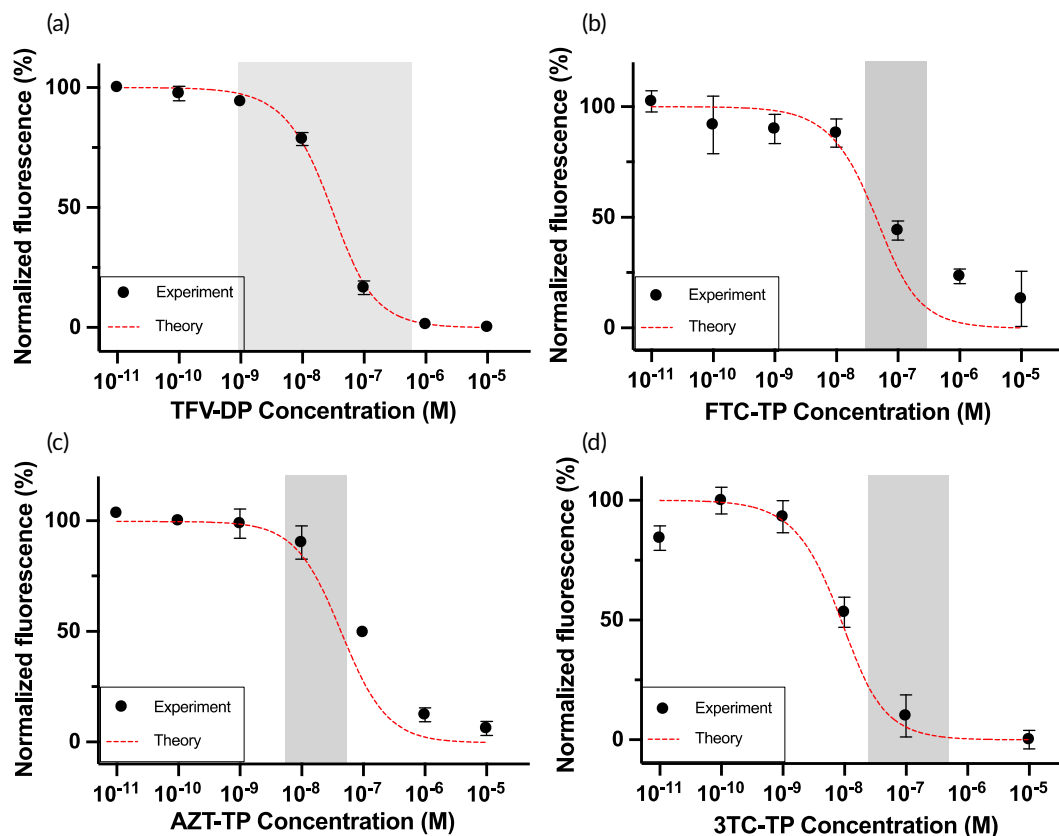 (a)
Normalized fluorescence (%)
100
50
0
Experiment
Theory
10-11 10-10 10-9 10-8 10-7 10-6 10-5
TFV-DP Concentration (M)
(b)
Normalized fluorescence (%)
100
50
0
Experiment
Theory
10-11 10-10 10-9 10-8 10-7 10-6 10-5
FTC-TP Concentration (M)
(c)
Normalized fluorescence (%)
100
50
0
Experiment
Theory
10-11 10-10 10-9 10-8 10-7 10-6 10-5
AZT-TP Concentration (M)
(d)
Normalized fluorescence (%)
100
50
0
Experiment
Theory
10-11 10-10 10-9 10-8 10-7 10-6 10-5
3TC-TP Concentration (M)